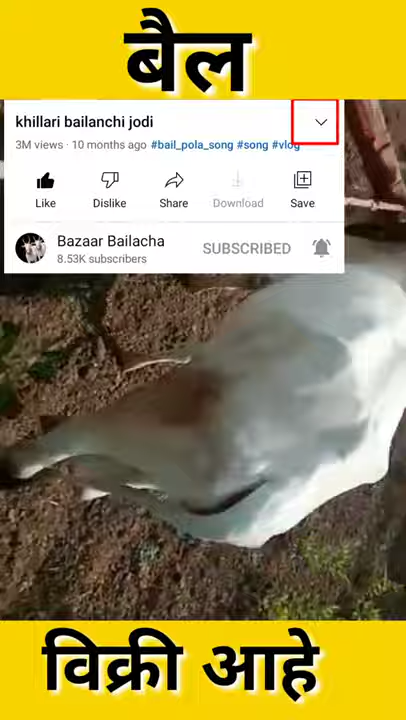 बैल
khillari bailanchi jodi
3M views · 10 months ago #bail_pola_song #song #vlog
Like Dislike Share Download Save
Bazaar Bailacha SUBSCRIBED
8.53K subscribers
विक्री आहे